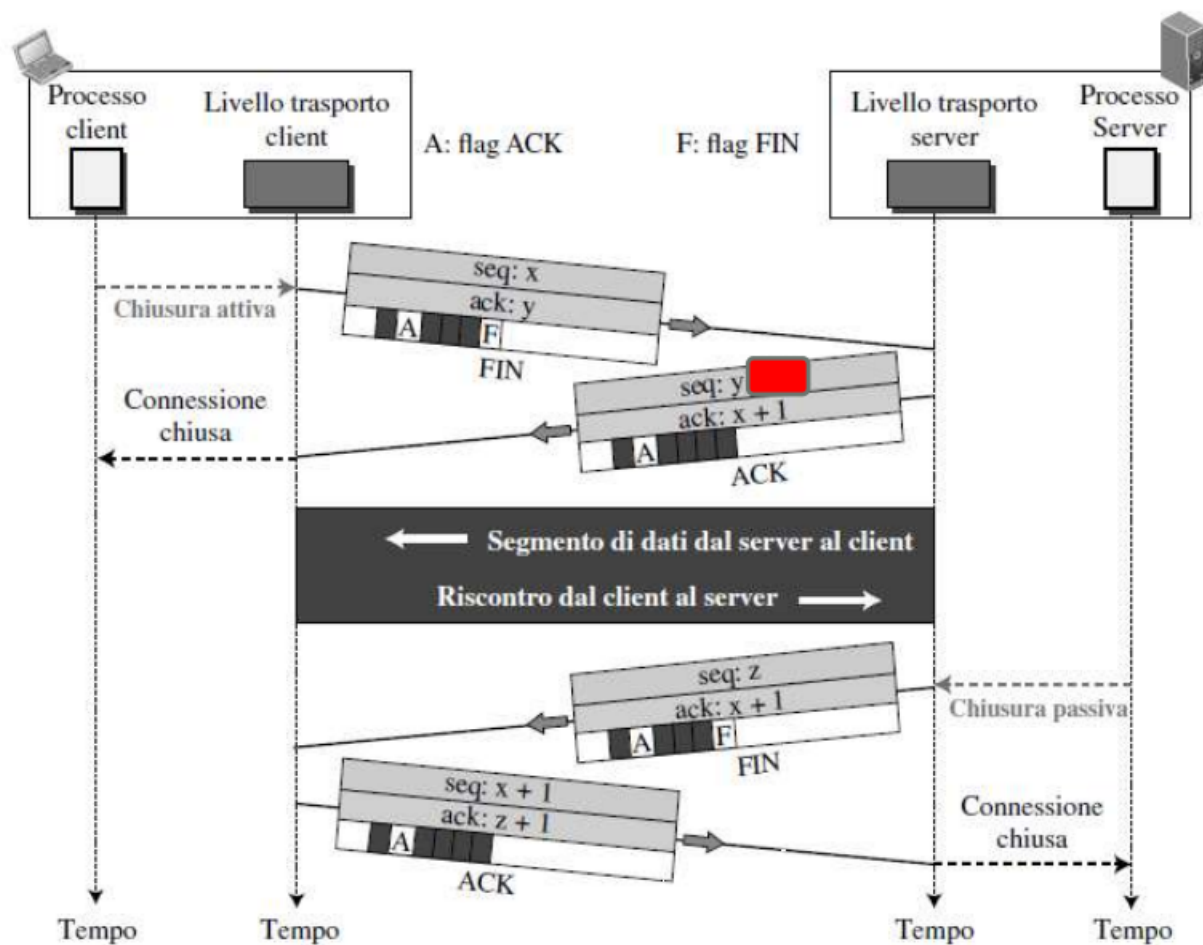 Processo
client
Livello trasporto
client
A: flag ACK
F: flag FIN
Livello trasporto
server
Processo
Server
Chiusura attiva
seq: x
ack: y
A F
FIN
seq: y
ack: x + 1
A
ACK
Connessione
chiusa
Segmento di dati dal server al client
Riscontro dal client al server
seq: z
ack: x + 1
A F
FIN
Chiusura passiva
seq: x + 1
ack: z + 1
A
ACK
Connessione
chiusa
Tempo
Tempo
Tempo
Tempo